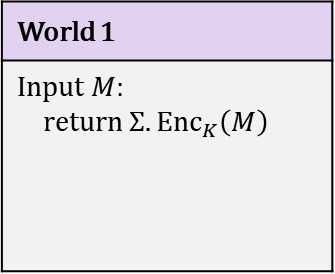 World 1
Input M:
return Σ. Enc_K(M)